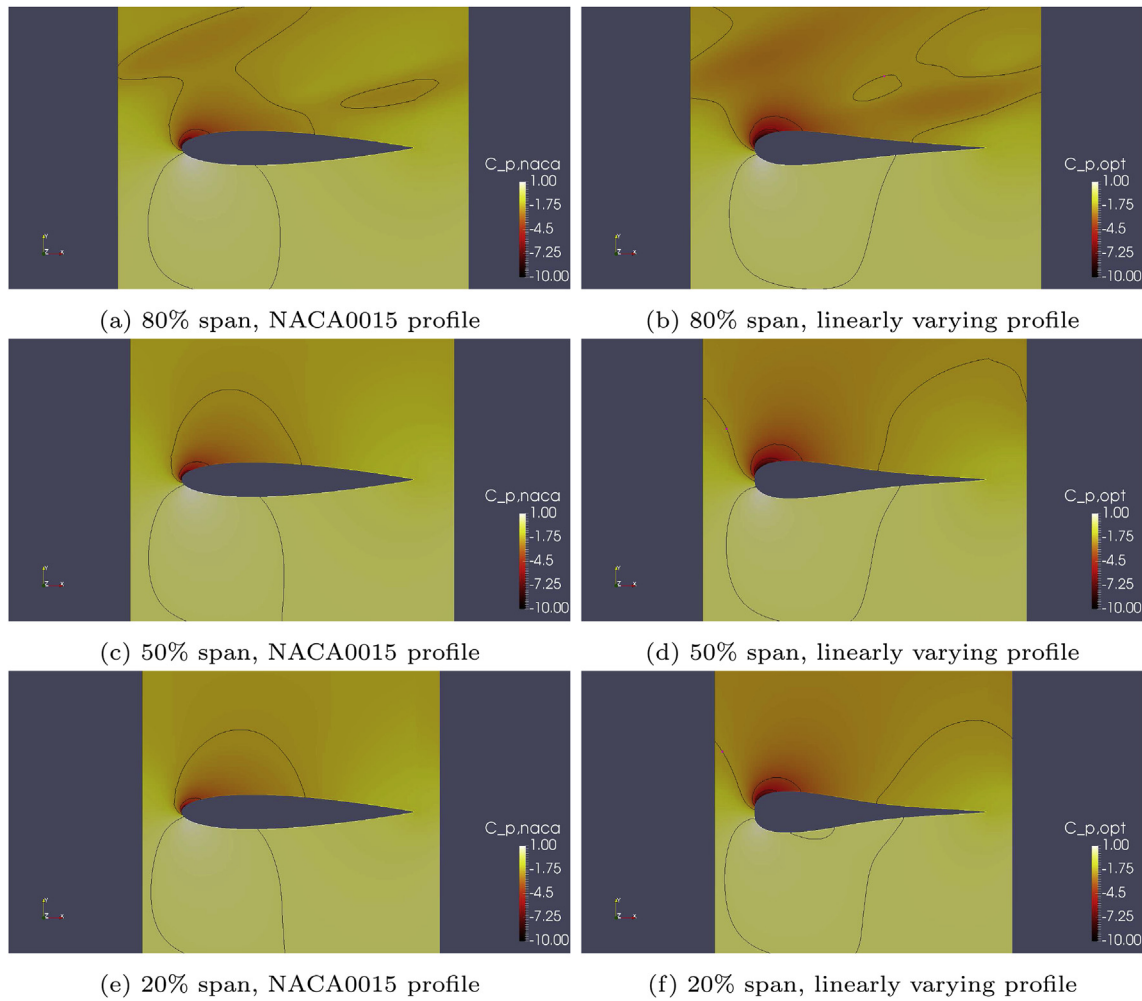 C_p,naca
1.00
-1.75
-4.5
-7.25
-10.00
Y
Z X
(a) 80% span, NACA0015 profile
C_p,opt
1.00
-1.75
-4.5
-7.25
-10.00
Y
Z X
(b) 80% span, linearly varying profile
C_p,naca
1.00
-1.75
-4.5
-7.25
-10.00
Y
Z X
(c) 50% span, NACA0015 profile
C_p,opt
1.00
-1.75
-4.5
-7.25
-10.00
Y
Z X
(d) 50% span, linearly varying profile
C_p,naca
1.00
-1.75
-4.5
-7.25
-10.00
Y
Z X
(e) 20% span, NACA0015 profile
C_p,opt
1.00
-1.75
-4.5
-7.25
-10.00
Y
Z X
(f) 20% span, linearly varying profile